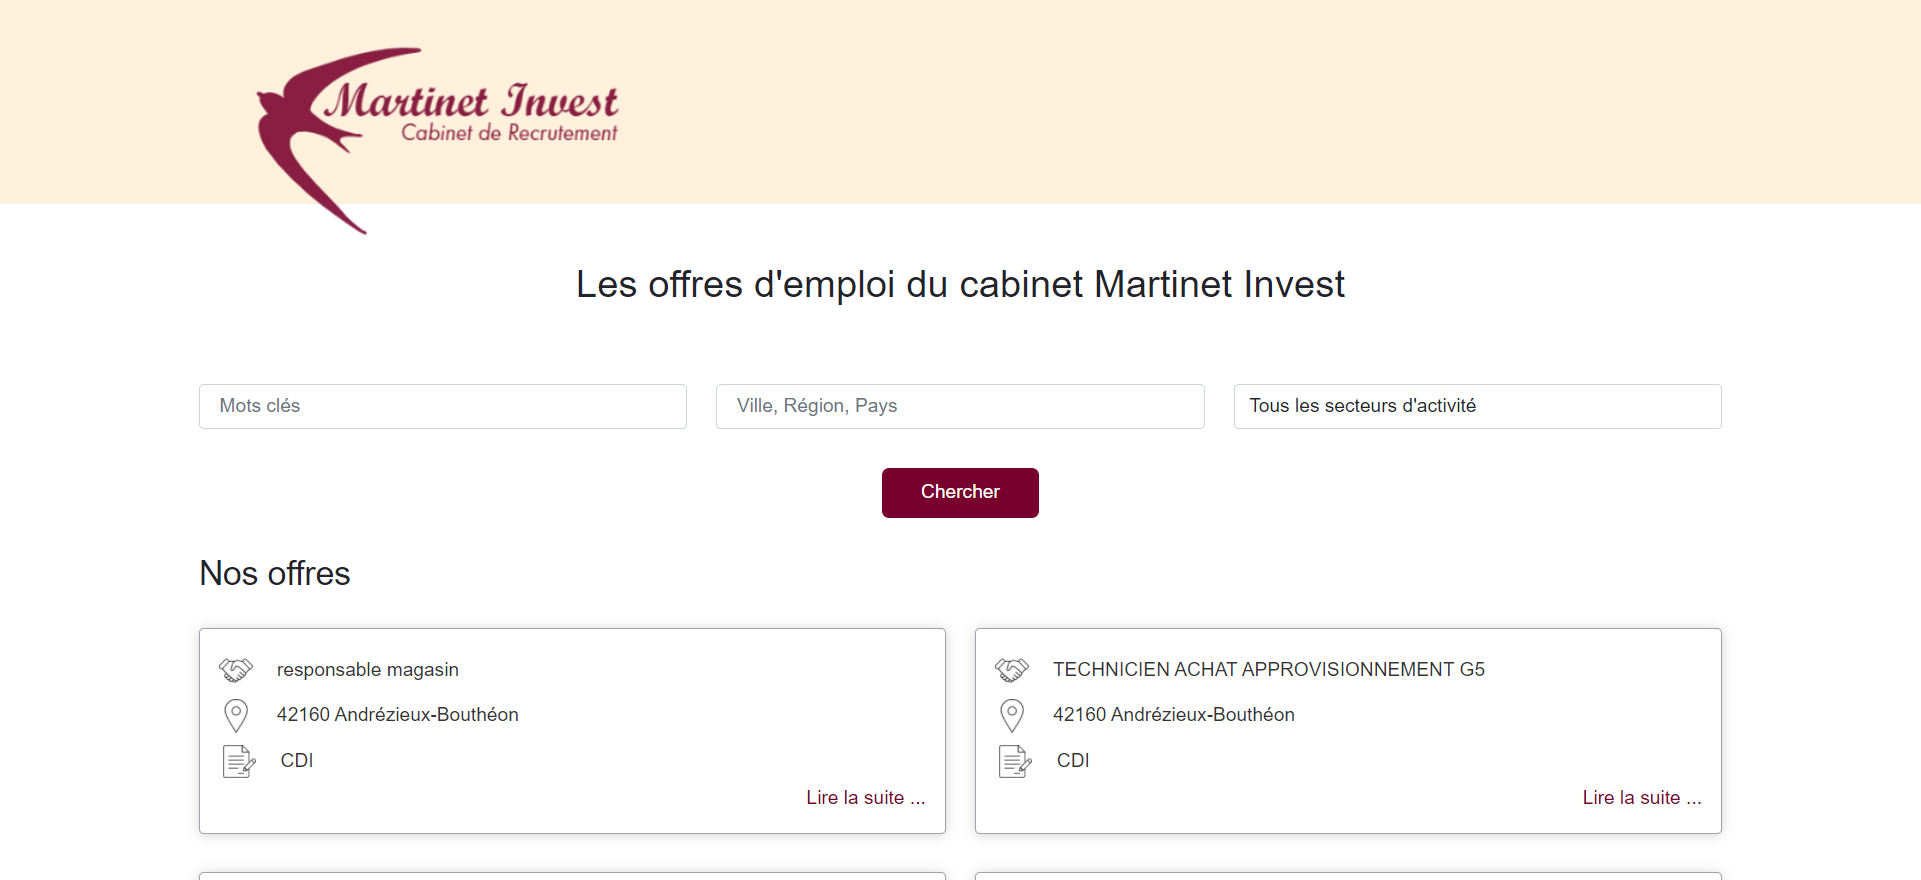 Martinet Invest
Cabinet de Recrutement
Les offres d'emploi du cabinet Martinet Invest
Mots clés
Ville, Région, Pays
Tous les secteurs d'activité
Chercher
Nos offres
responsable magasin
42160 Andrézieux-Bouthéon
CDI
Lire la suite ...
TECHNICIEN ACHAT APPROVISIONNEMENT G5
42160 Andrézieux-Bouthéon
CDI
Lire la suite ...